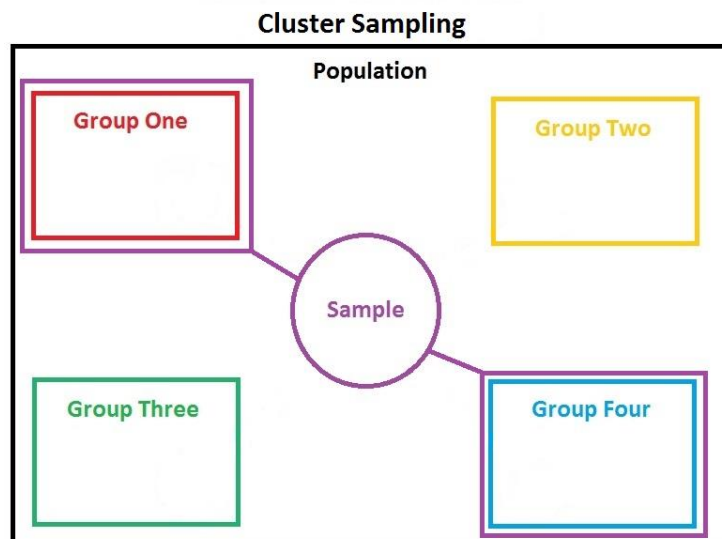 Cluster Sampling
Population
Group One
Group Two
Sample
Group Three
Group Four